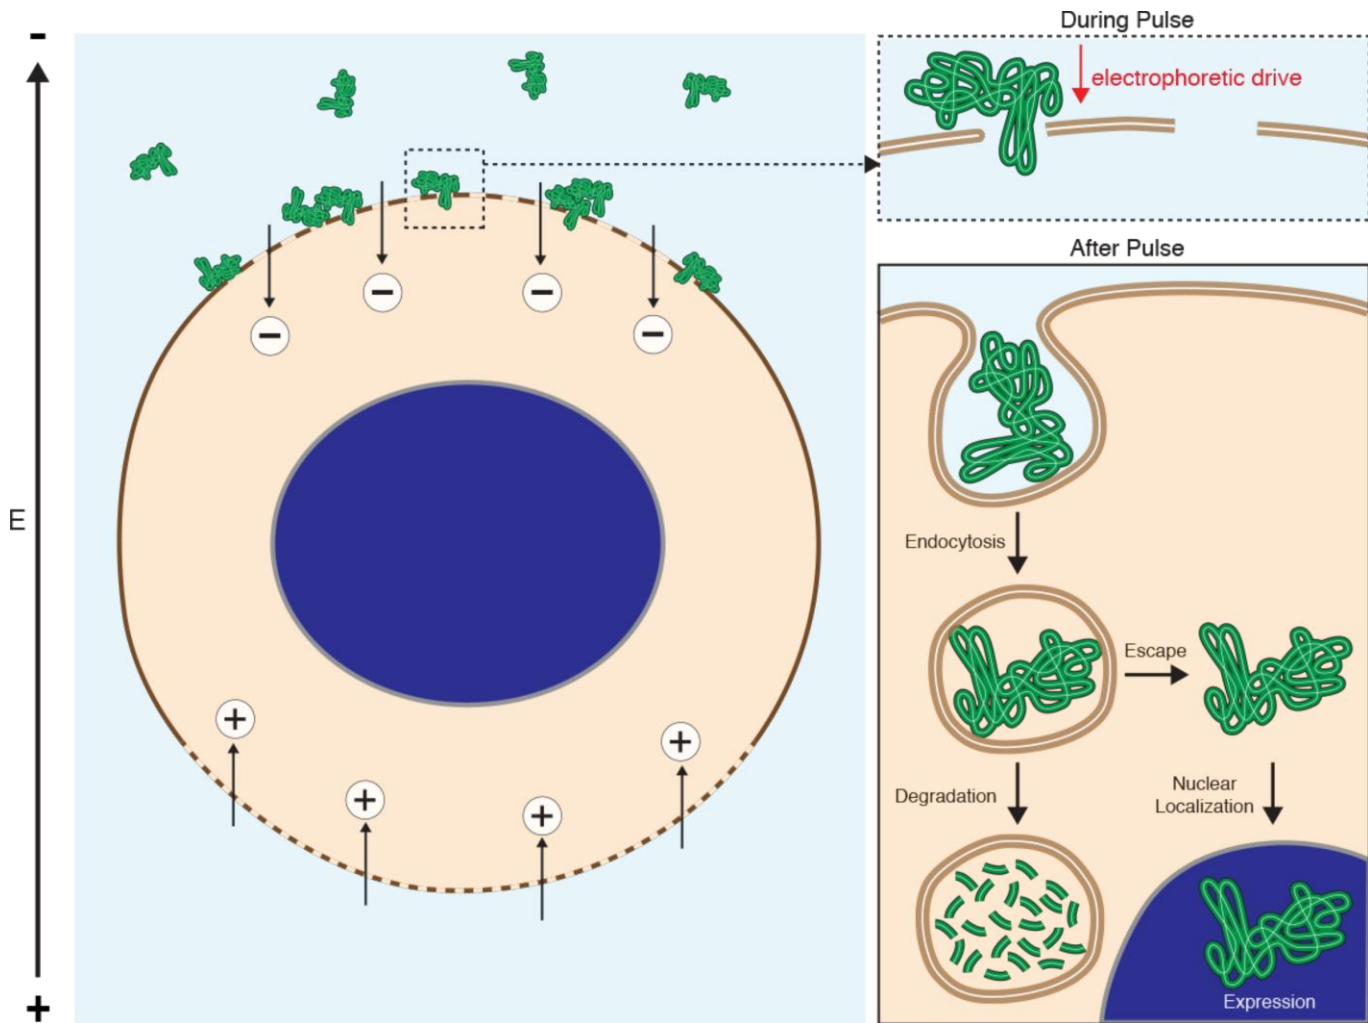 -
E
+
−
−
−
−
+
+
+
+
During Pulse
electrophoretic drive
After Pulse
Endocytosis
Escape
Degradation
Nuclear
Localization
Expression